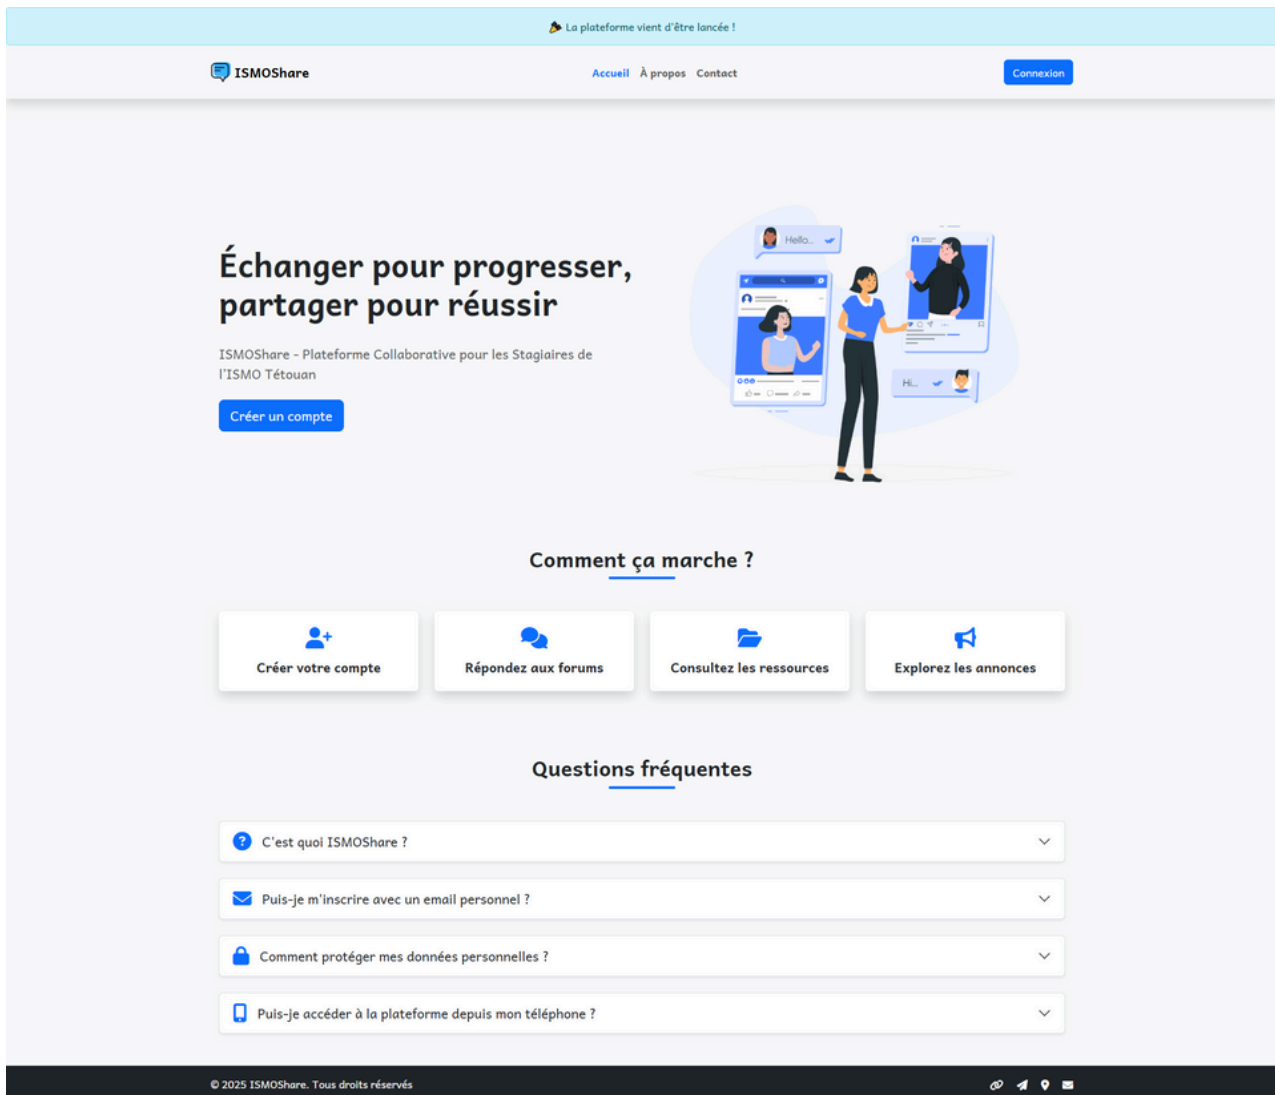 La plateforme vient d'être lancée !
ISMOShare
Accueil À propos Contact
Connexion
Échanger pour progresser,
partager pour réussir
ISMOShare - Plateforme Collaborative pour les Stagiaires de
l'ISMO Tétouan
Créer un compte
Hello...
Hi...
Comment ça marche ?
Créer votre compte
Répondez aux forums
Consultez les ressources
Explorez les annonces
Questions fréquentes
C'est quoi ISMOShare ?
Puis-je m'inscrire avec un email personnel ?
Comment protéger mes données personnelles ?
Puis-je accéder à la plateforme depuis mon téléphone ?
© 2025 ISMOShare. Tous droits réservés